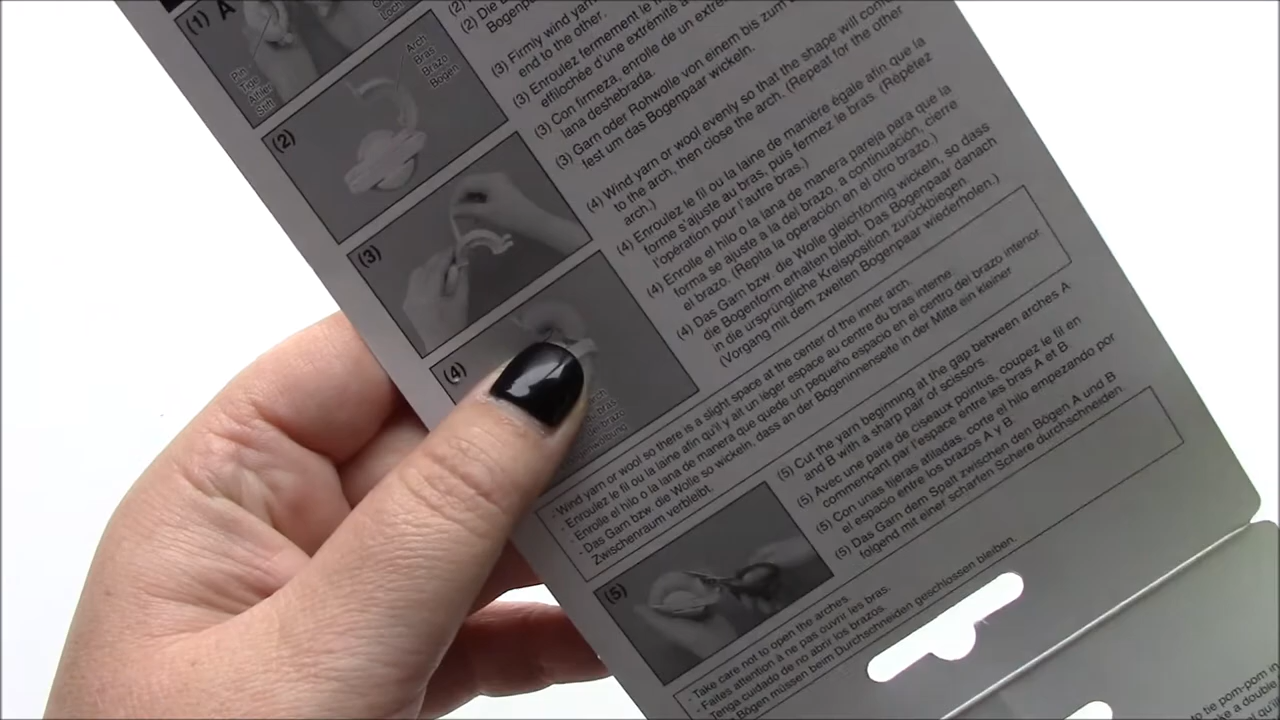 (1) A
Loch
Pin
Tige
Alfiler
Stift
(2)
(2) Die
Bogenpaar
(2)
Arch
Bras
Brazo
Bogen
(3) Firmly wind yarn
end to the other.
(3) Enroulez fermement le
effilochée d'une extrémité à
(3) Con firmeza, enrolle de un extremo
lana deshebrada.
(3) Garn oder Rohwolle von einem bis zum
fest um das Bogenpaar wickeln.
(3)
(4) Wind yarn or wool evenly so that the shape will conform
to the arch, then close the arch. (Repeat for the other
arch.)
(4) Enroulez le fil ou la laine de manière égale afin que la
forme s'ajuste au bras, puis fermez le bras. (Répétez
l'opération pour l'autre bras.)
(4) Enrolle el hilo o la lana de manera pareja para que la
forma se ajuste a la del brazo, a continuación, cierre
el brazo. (Repita la operación en el otro brazo.)
(4) Das Garn bzw. die Wolle gleichförmig wickeln, so dass
die Bogenform erhalten bleibt. Das Bogenpaar danach
in die ursprüngliche Kreisposition zurückbiegen.
(Vorgang mit dem zweiten Bogenpaar wiederholen.)
(4)
- Wind yarn or wool so there is a slight space at the center of the inner arch.
- Enroulez le fil ou la laine afin qu'il y ait un léger espace au centre du bras interne.
- Enrolle el hilo o la lana de manera que quede un pequeño espacio en el centro del brazo interior.
- Das Garn bzw. die Wolle so wickeln, dass an der Bogeninnenseite in der Mitte ein kleiner
Zwischenraum verbleibt.
(5) Cut the yarn beginning at the gap between arches A
and B with a sharp pair of scissors.
(5) Avec une paire de ciseaux pointus, coupez le fil en
commençant par l'espace entre les bras A et B.
(5) Con unas tijeras afiladas, corte el hilo empezando por
el espacio entre los brazos A y B.
(5) Das Garn dem Spalt zwischen den Bögen A und B
folgend mit einer scharfen Schere durchschneiden.
(5)
- Take care not to open the arches.
- Faites attention à ne pas ouvrir les bras.
- Tenga cuidado de no abrir los brazos.
Bögen müssen beim Durchschneiden geschlossen bleiben.
to tie pom-pom
a double